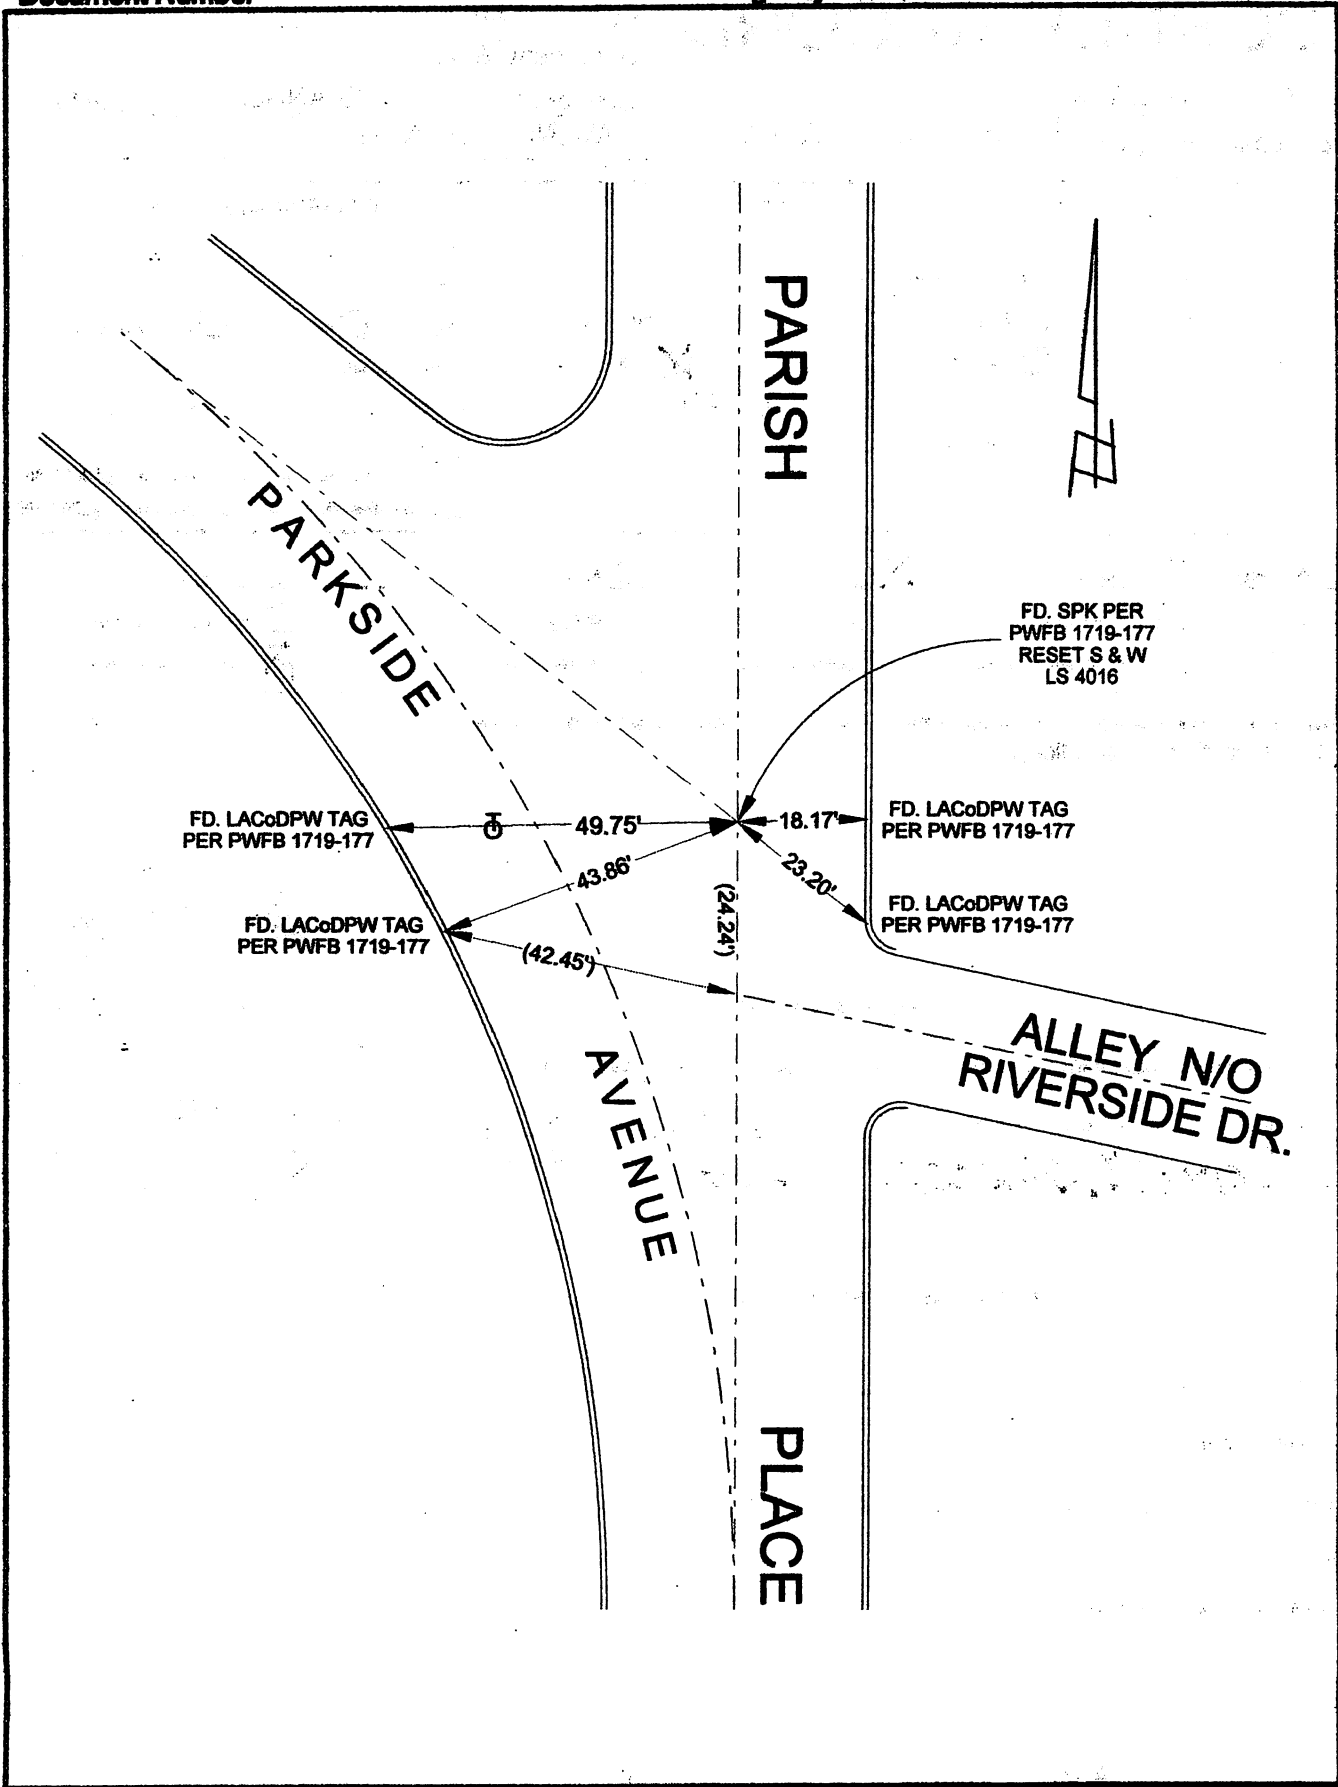 Document Number
PARISH
PARKSIDE
FD. SPK PER
PWFB 1719-177
RESET S & W
LS 4016
FD. LACoDPW TAG
PER PWFB 1719-177
49.75'
18.17'
FD. LACoDPW TAG
PER PWFB 1719-177
43.86'
23.20'
(24.24')
FD. LACoDPW TAG
PER PWFB 1719-177
FD. LACoDPW TAG
PER PWFB 1719-177
(42.45')
ALLEY N/O
RIVERSIDE DR.
AVENUE
PLACE